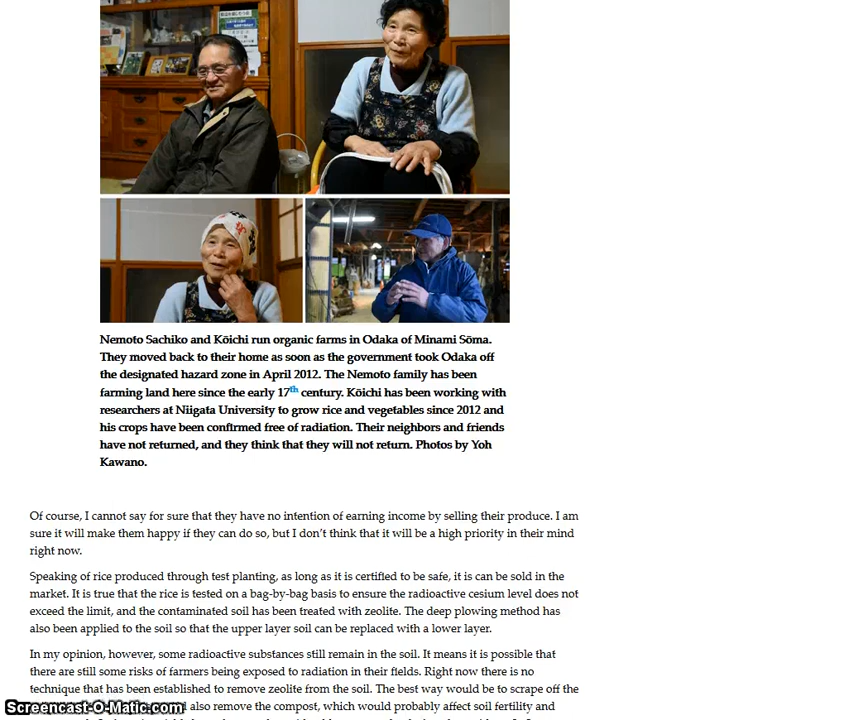 Nemoto Sachiko and Kōichi run organic farms in Odaka of Minami Sōma.
They moved back to their home as soon as the government took Odaka off
the designated hazard zone in April 2012. The Nemoto family has been
farming land here since the early 17th century. Kōichi has been working with
researchers at Niigata University to grow rice and vegetables since 2012 and
his crops have been confirmed free of radiation. Their neighbors and friends
have not returned, and they think that they will not return. Photos by Yoh
Kawano.
Of course, I cannot say for sure that they have no intention of earning income by selling their produce. I am
sure it will make them happy if they can do so, but I don't think that it will be a high priority in their mind
right now.
Speaking of rice produced through test planting, as long as it is certified to be safe, it is can be sold in the
market. It is true that the rice is tested on a bag-by-bag basis to ensure the radioactive cesium level does not
exceed the limit, and the contaminated soil has been treated with zeolite. The deep plowing method has
also been applied to the soil so that the upper layer soil can be replaced with a lower layer.
In my opinion, however, some radioactive substances still remain in the soil. It means it is possible that
there are still some risks of farmers being exposed to radiation in their fields. Right now there is no
technique that has been established to remove zeolite from the soil. The best way would be to scrape off the
also remove the compost, which would probably affect soil fertility and
Screencast-O-Matic.com